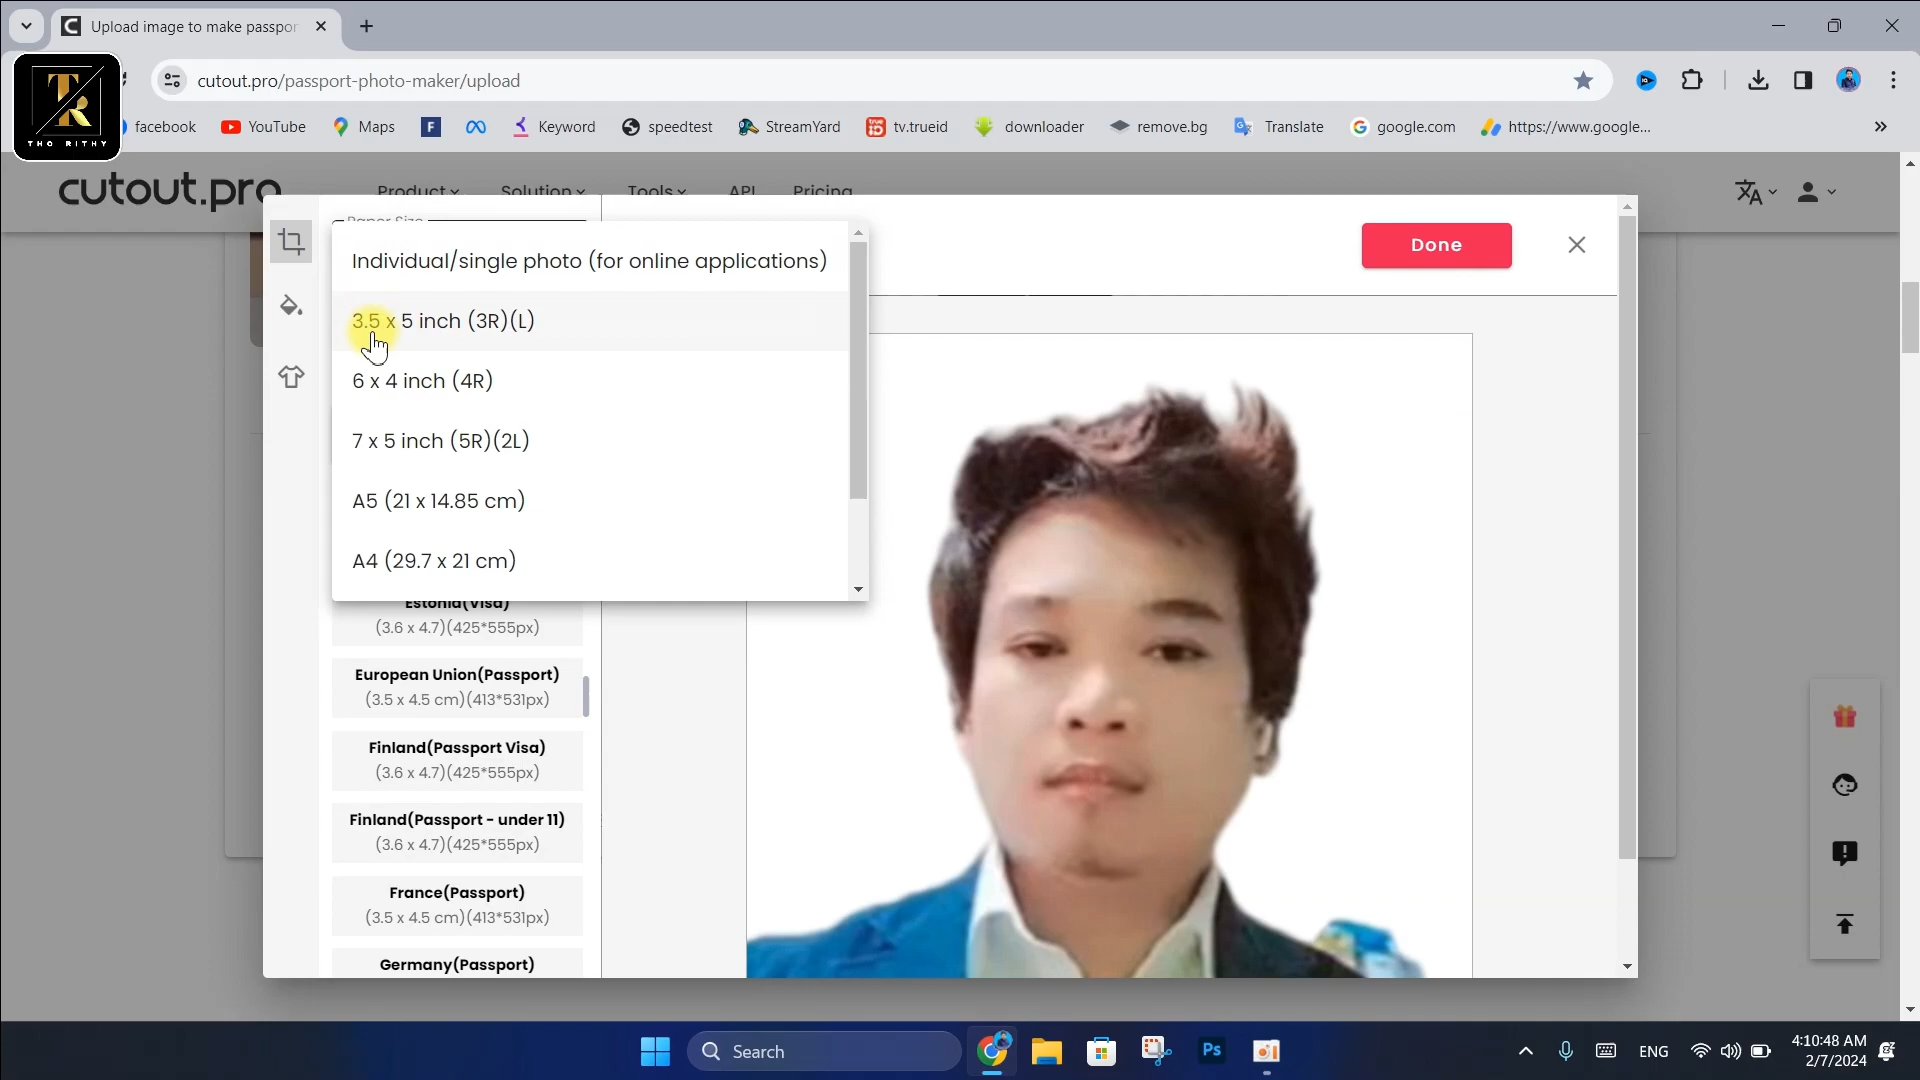 Upload image to make passpor
cutout.pro/passport-photo-maker/upload
TR
THO RITHY
facebook
YouTube
Maps
F
Keyword
speedtest
StreamYard
tv.trueid
downloader
remove.bg
Translate
google.com
https://www.google...
cutout.pro
Product
Solution
Tools
API
Pricing
Paper Size
Done
Individual/single photo (for online applications)
3.5 x 5 inch (3R)(L)
6 x 4 inch (4R)
7 x 5 inch (5R)(2L)
A5 (21 x 14.85 cm)
A4 (29.7 x 21 cm)
Estonia(Visa)
(3.6 x 4.7)(425*555px)
European Union(Passport)
(3.5 x 4.5 cm)(413*531px)
Finland(Passport Visa)
(3.6 x 4.7)(425*555px)
Finland(Passport - under 11)
(3.6 x 4.7)(425*555px)
France(Passport)
(3.5 x 4.5 cm)(413*531px)
Germany(Passport)
Search
Ps
ENG
4:10:48 AM
2/7/2024